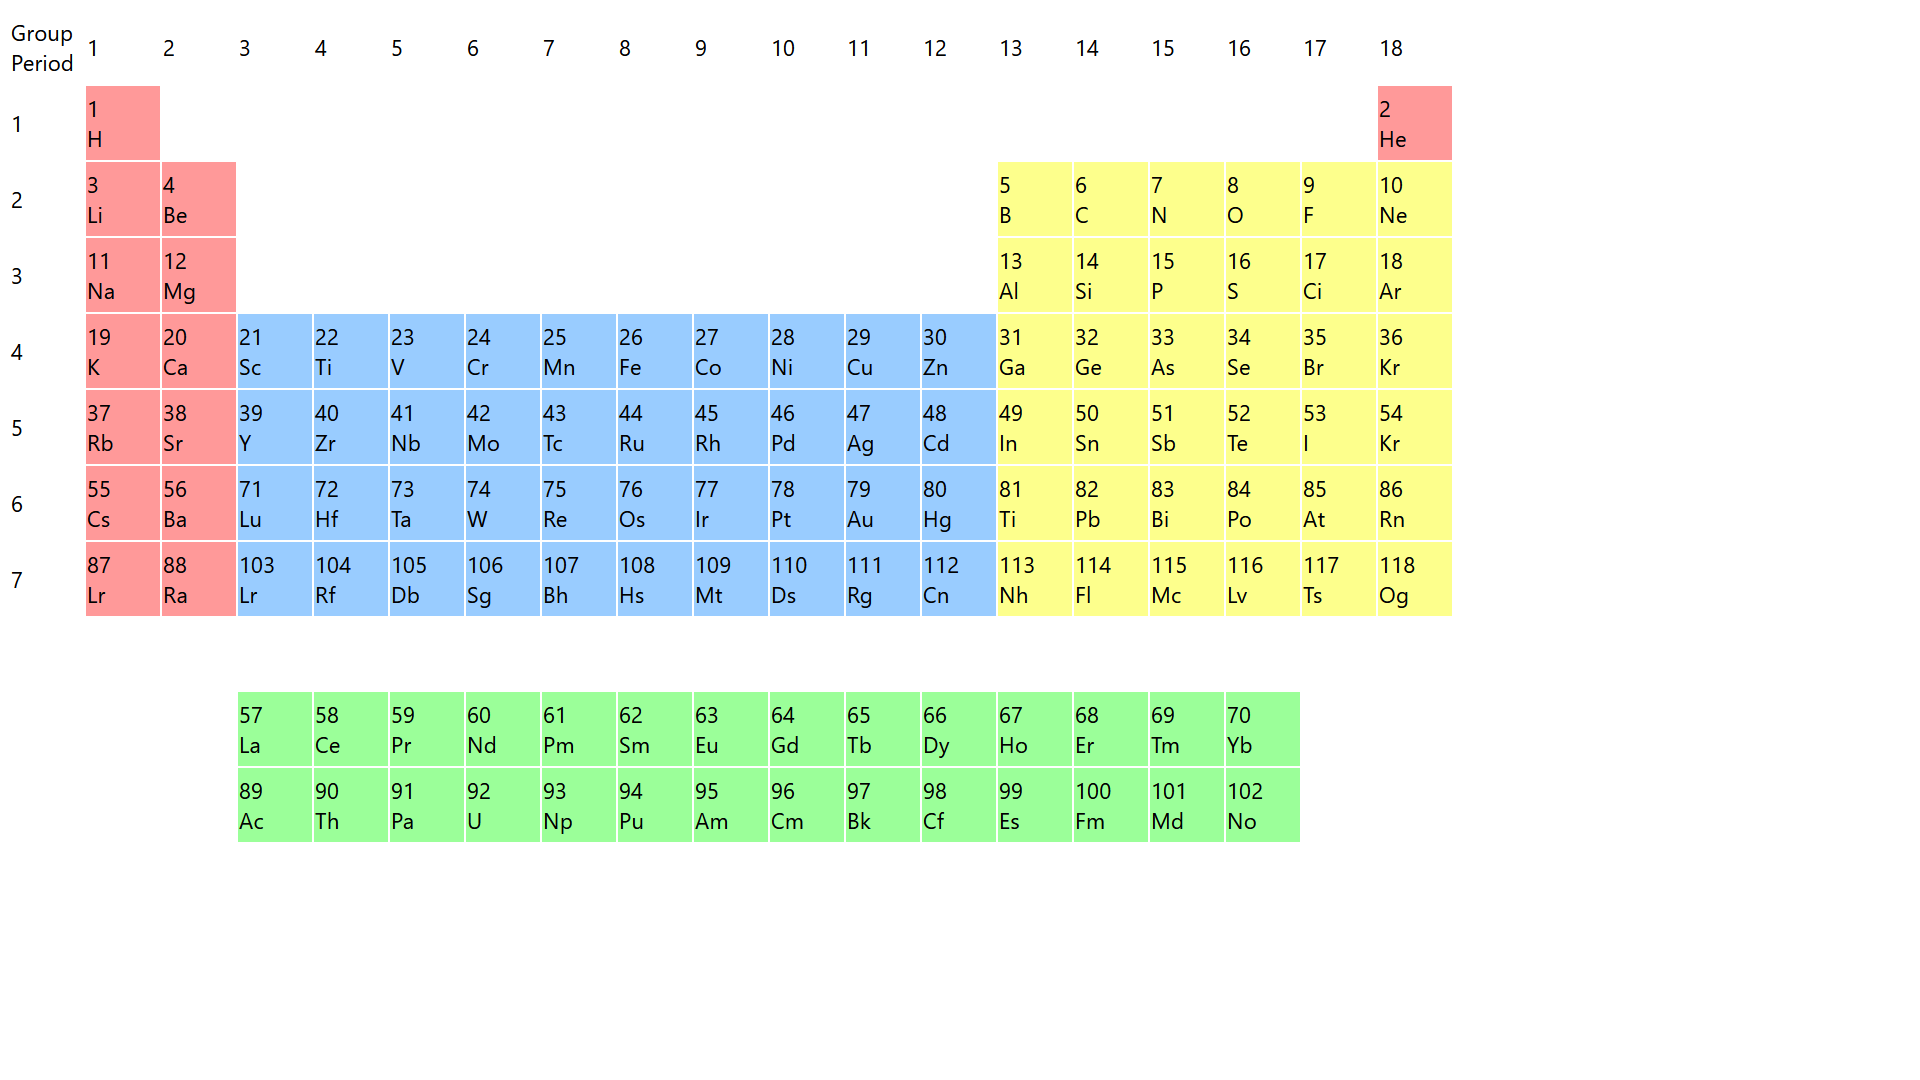 Group
Period
1 2 3 4 5 6 7 8 9 10 11 12 13 14 15 16 17 18
1
1 2
H He
2
3 4 5 6 7 8 9 10
Li Be B C N O F Ne
3
11 12 13 14 15 16 17 18
Na Mg Al Si P S Ci Ar
4
19 20 21 22 23 24 25 26 27 28 29 30 31 32 33 34 35 36
K Ca Sc Ti V Cr Mn Fe Co Ni Cu Zn Ga Ge As Se Br Kr
5
37 38 39 40 41 42 43 44 45 46 47 48 49 50 51 52 53 54
Rb Sr Y Zr Nb Mo Tc Ru Rh Pd Ag Cd In Sn Sb Te I Kr
6
55 56 71 72 73 74 75 76 77 78 79 80 81 82 83 84 85 86
Cs Ba Lu Hf Ta W Re Os Ir Pt Au Hg Ti Pb Bi Po At Rn
7
87 88 103 104 105 106 107 108 109 110 111 112 113 114 115 116 117 118
Lr Ra Lr Rf Db Sg Bh Hs Mt Ds Rg Cn Nh Fl Mc Lv Ts Og
57 58 59 60 61 62 63 64 65 66 67 68 69 70
La Ce Pr Nd Pm Sm Eu Gd Tb Dy Ho Er Tm Yb
89 90 91 92 93 94 95 96 97 98 99 100 101 102
Ac Th Pa U Np Pu Am Cm Bk Cf Es Fm Md No